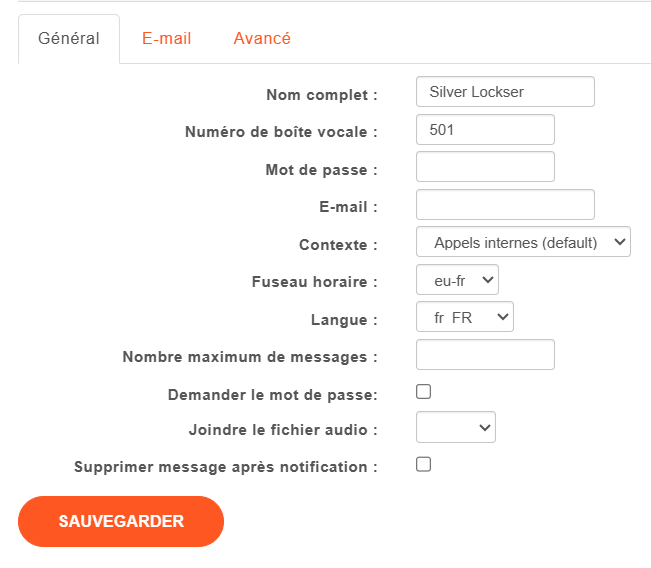 Général E-mail Avancé
Nom complet : Silver Lockser
Numéro de boîte vocale : 501
Mot de passe :
E-mail :
Contexte : Appels internes (default)
Fuseau horaire : eu-fr
Langue : fr_FR
Nombre maximum de messages :
Demander le mot de passe:
Joindre le fichier audio :
Supprimer message après notification :
SAUVEGARDER